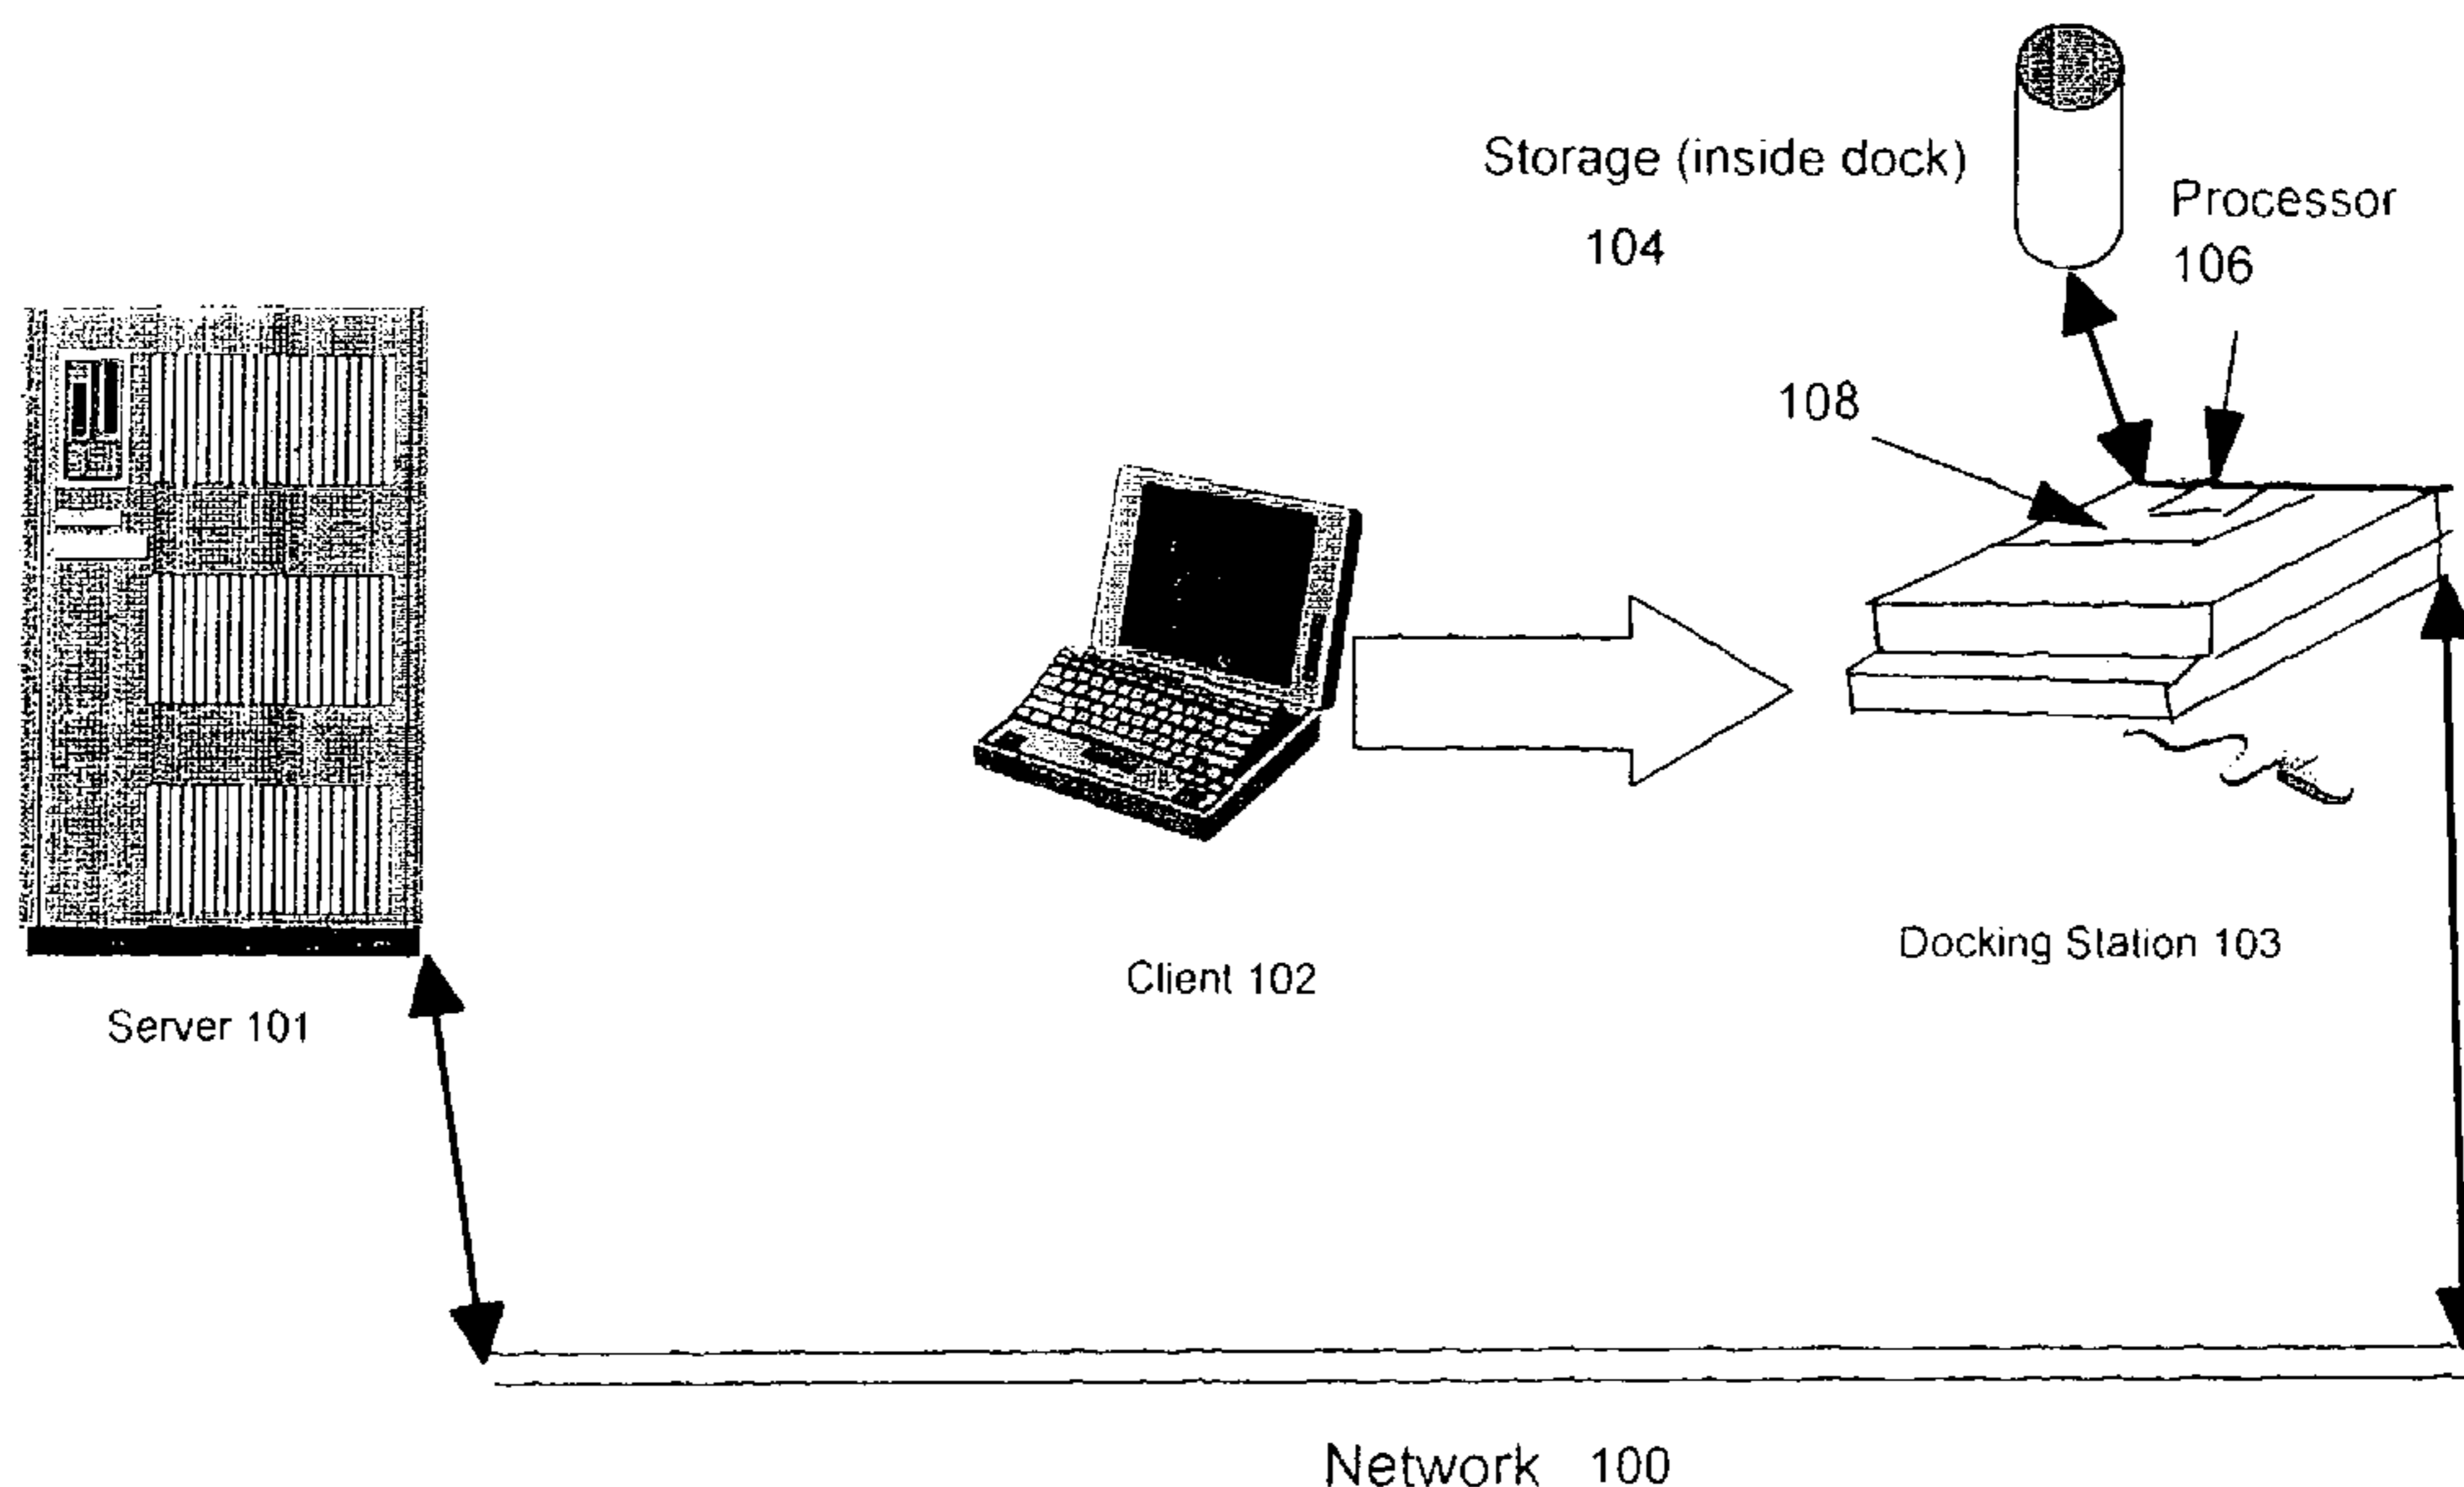 Storage (inside dock)
104
Processor
106
108
Server 101
Client 102
Docking Station 103
Network 100